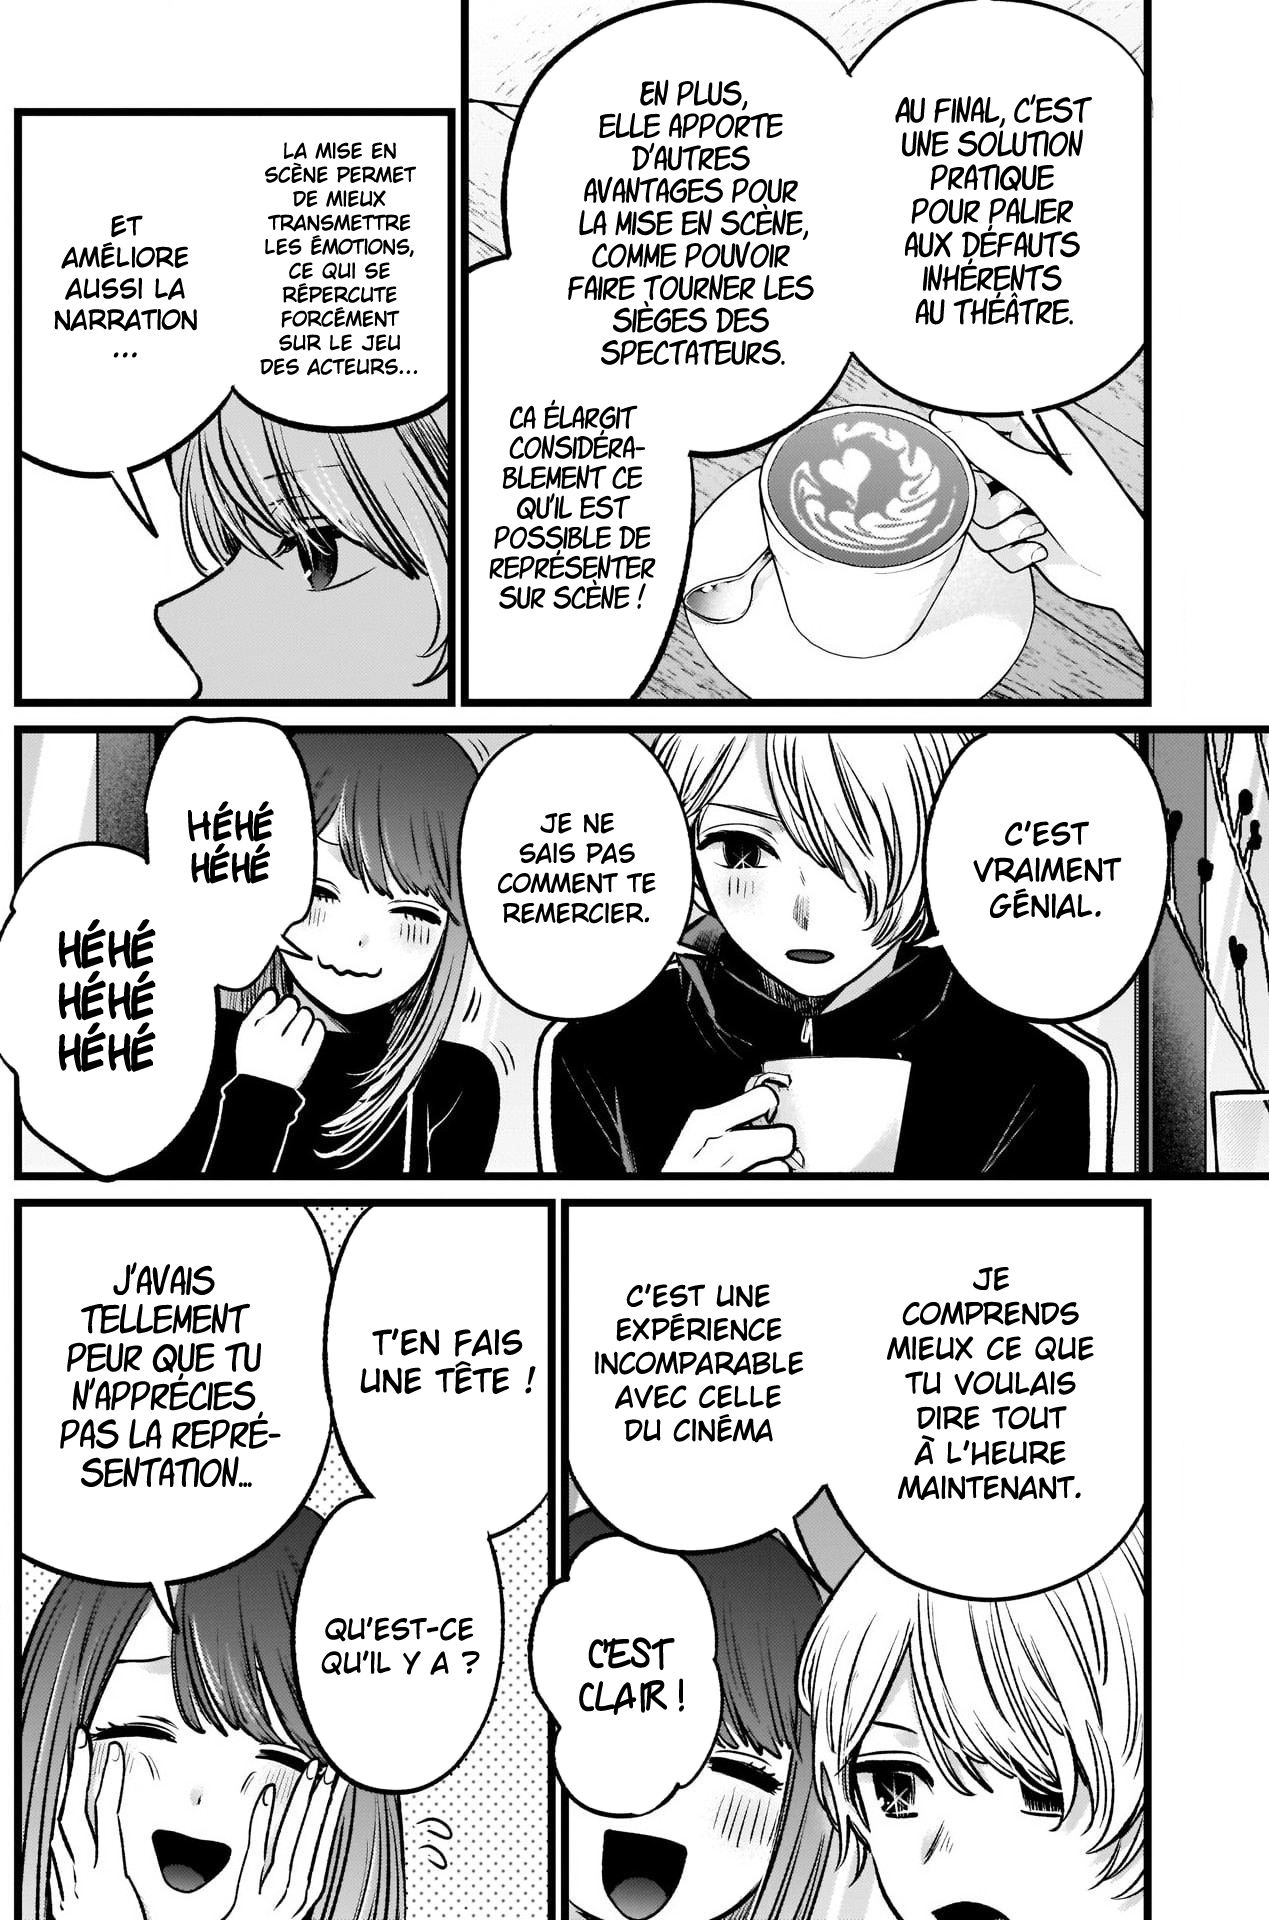 AU FINAL, C'EST
UNE SOLUTION
PRATIQUE
POUR PALIER
AUX DÉFAUTS
INHÉRENTS
AU THÉÂTRE.
EN PLUS,
ELLE APPORTE
D'AUTRES
AVANTAGES POUR
LA MISE EN SCÈNE,
COMME POUVOIR
FAIRE TOURNER LES
SIÈGES DES
SPECTATEURS.
CA ÉLARGIT
CONSIDÉRA-
BLEMENT CE
QU'IL EST
POSSIBLE DE
REPRÉSENTER
SUR SCÈNE !
LA MISE EN
SCÈNE PERMET
DE MIEUX
TRANSMETTRE
LES ÉMOTIONS,
CE QUI SE
RÉPERCUTE
FORCÉMENT
SUR LE JEU
DES ACTEURS...
ET
AMÉLIORE
AUSSI LA
NARRATION
...
C'EST
VRAIMENT
GÉNIAL.
JE NE
SAIS PAS
COMMENT TE
REMERCIER.
HÉHÉ
HÉHÉ
HÉHÉ
HÉHÉ
HÉHÉ
JE
COMPRENDS
MIEUX CE QUE
TU VOULAIS
DIRE TOUT
À L'HEURE
MAINTENANT.
C'EST UNE
EXPÉRIENCE
INCOMPARABLE
AVEC CELLE
DU CINÉMA
C'EST
CLAIR !
T'EN FAIS
UNE TÊTE !
QU'EST-CE
QU'IL Y A ?
J'AVAIS
TELLEMENT
PEUR QUE TU
N'APPRÉCIES
PAS LA REPRÉ-
SENTATION...